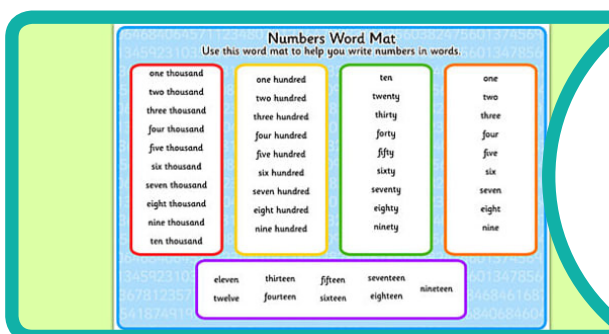 Numbers Word Mat
Use this word mat to help you write numbers in words.
one thousand
two thousand
three thousand
four thousand
five thousand
six thousand
seven thousand
eight thousand
nine thousand
ten thousand
one hundred
two hundred
three hundred
four hundred
five hundred
six hundred
seven hundred
eight hundred
nine hundred
ten
twenty
thirty
forty
fifty
sixty
seventy
eighty
ninety
one
two
three
four
five
six
seven
eight
nine
eleven thirteen fifteen seventeen nineteen
twelve fourteen sixteen eighteen